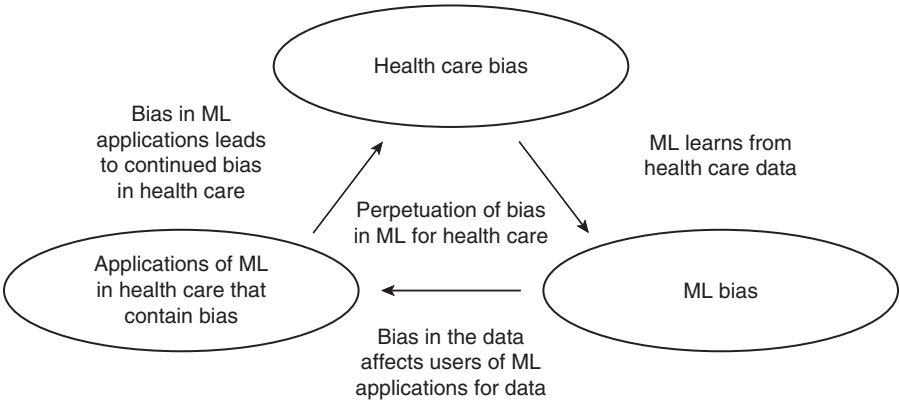 Health care bias
Bias in ML
applications leads
to continued bias
in health care
ML learns from
health care data
Perpetuation of bias
in ML for health care
Applications of ML
in health care that
contain bias
ML bias
Bias in the data
affects users of ML
applications for data